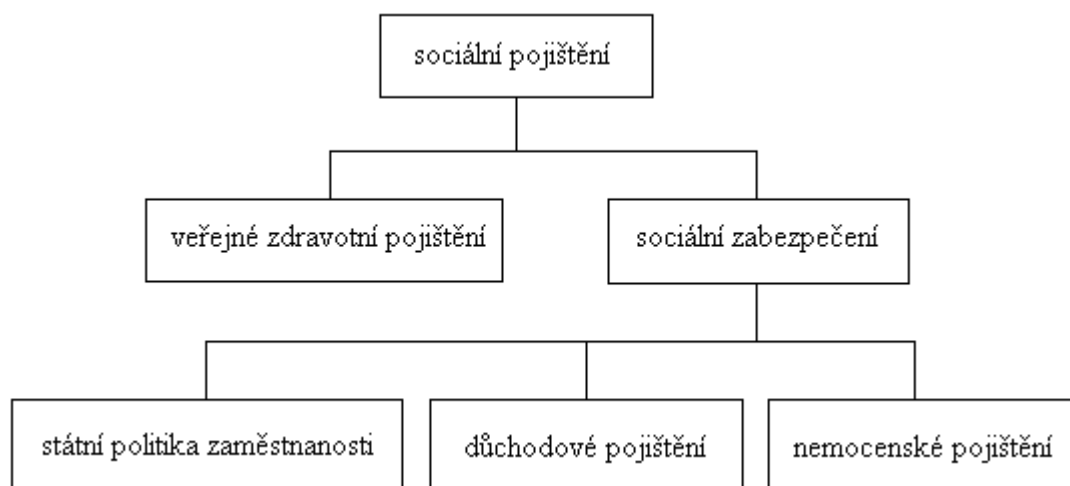 sociální pojištění
veřejné zdravotní pojištění
sociální zabezpečení
státní politika zaměstnanosti
důchodové pojištění
nemocenské pojištění